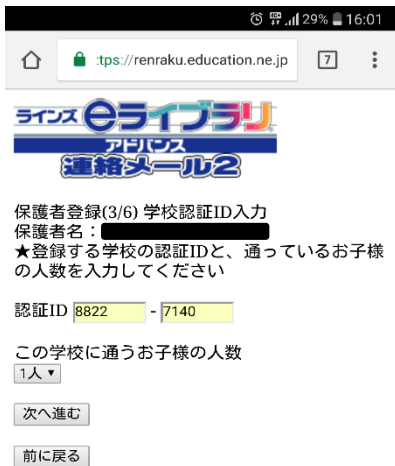 29% 16:01
:tps://renraku.education.ne.jp
7
ラインズeライブラリ
アドバンス
連絡メール2
保護者登録(3/6) 学校認証ID入力
保護者名：
★登録する学校の認証IDと、通っているお子様
の人数を入力してください
認証ID 8822 - 7140
この学校に通うお子様の人数
1人▼
次へ進む
前に戻る